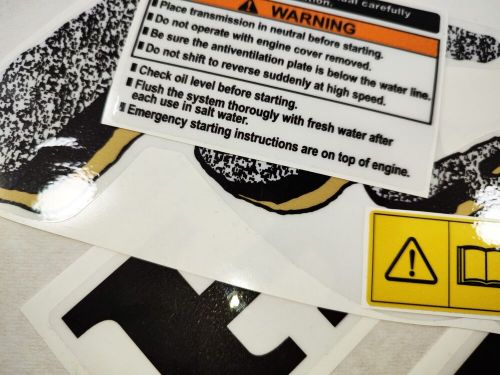 carefully
WARNING
Place transmission in neutral before starting.
Do not operate with engine cover removed.
Be sure the antiventilation plate is below the water line.
Do not shift to reverse suddenly at high speed.
Check oil level before starting.
Flush the system thorougly with fresh water after
each use in salt water.
Emergency starting instructions are on top of engine.